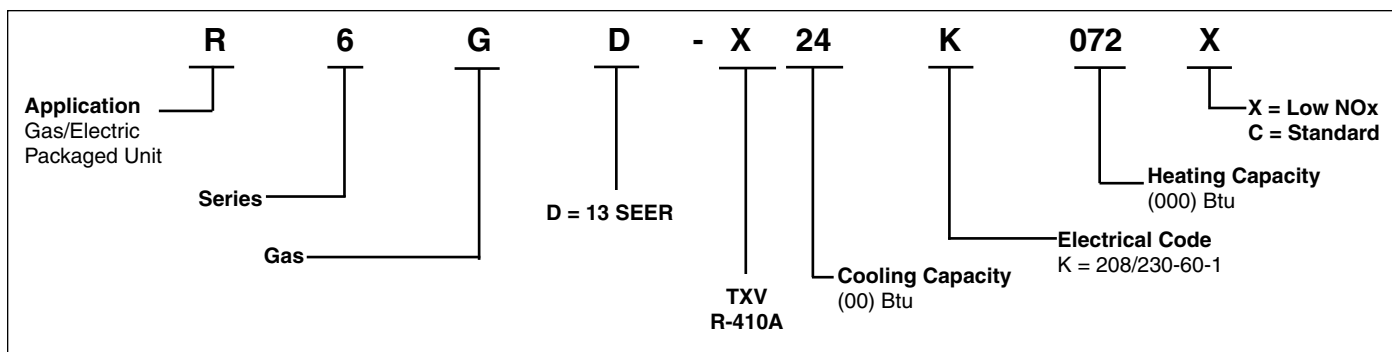 R 6 G D - X 24 K 072 X
Application
Gas/Electric
Packaged Unit
X = Low NOx
C = Standard
Series
Heating Capacity
(000) Btu
D = 13 SEER
Gas
Electrical Code
K = 208/230-60-1
Cooling Capacity
(00) Btu
TXV
R-410A